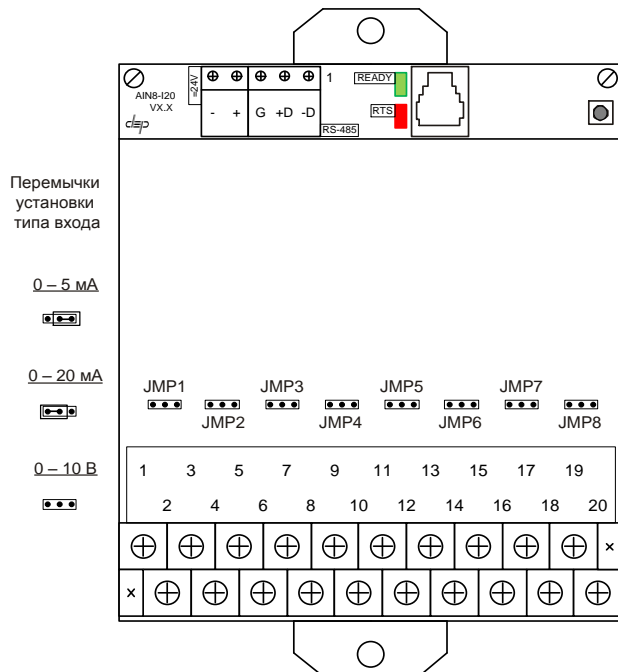 =24V
1
READY
AIN8-I20
VX.X
dep
- + G +D -D
RTS
RS-485
Перемычки
установки
типа входа
0 – 5 мА
0 – 20 мА
0 – 10 В
JMP1 JMP3 JMP5 JMP7
JMP2 JMP4 JMP6 JMP8
1 3 5 7 9 11 13 15 17 19
2 4 6 8 10 12 14 16 18 20
× 
×